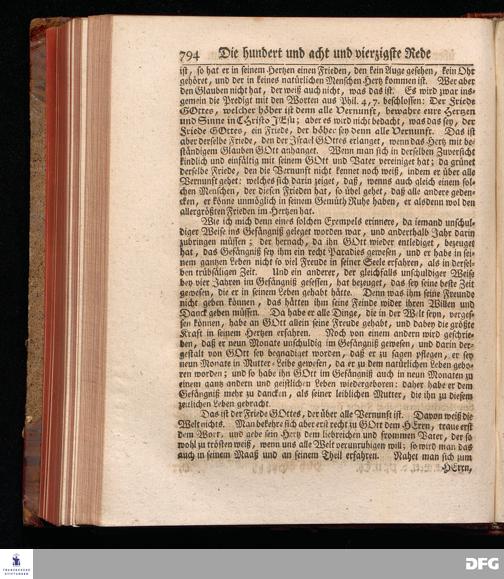 794 Die hundert und acht und vierzigste Rede
ist, so hat er in seinem Hertzen einen Frieden, den kein Auge gesehen, kein Ohr
gehöret, und der in keines natürlichen Menschen Hertz kommen ist. Wer aber
den Glauben nicht hat, der weiß auch nicht, was das ist. Es wird zwar ins-
gemein die Predigt mit den Worten aus Phil. 4, 7. beschlossen: Der Friede
GOttes, welcher höher ist denn alle Vernunft, bewahre eure Hertzen
und Sinne in CHristo JEsu; aber es wird nicht bedacht, was das sey, der
Friede GOttes, ein Friede, der höher sey denn alle Vernunft. Das ist
aber derselbe Friede, den der Israel GOttes erlanget, wenn das Hertz mit be-
ständigem Glauben GOtt anhanget. Wenn man sich in derselben Zuversicht
kindlich und einfältig mit seinem GOtt und Vater vereiniget hat; da grünet
derselbe Friede, den die Vernunft nicht kennet noch weiß, indem er über alle
Vernunft gehet: welches sich darin zeiget, daß, wenns auch gleich einem sol-
chen Menschen, der diesen Frieden hat, so übel gehet, daß alle andere geden-
cken, er könne unmöglich in seinem Gemüth Ruhe haben, er alsdenn wol den
allergrößten Frieden im Hertzen hat.
Wie ich mich denn eines solchen Exempels erinnere, da iemand unschul-
diger Weise ins Gefängniß geleget worden war, und anderthalb Jahr darin
zubringen müssen; der hernach, da ihn GOtt wieder entlediget, bezeuget
hat, das Gefängniß sey ihm ein recht Paradies gewesen, und er habe in sei-
nem gantzen Leben nicht so viel Freude in seiner Seele erfahren, als in dersel-
ben trübsäligen Zeit. Und ein anderer, der gleichfalls unschuldiger Weise
bey vier Jahren im Gefängniß gesessen, hat bezeuget, das sey seine beste Zeit
gewesen, die er in seinem Leben gehabt hätte. Denn was ihm seine Freunde
nicht geben können, das hätten ihm seine Feinde wider ihren Willen und
Danck geben müssen. Da habe er alle Dinge, die in der Welt seyn, verges-
sen können, habe an GOtt allein seine Freude gehabt, und dabey die größte
Kraft in seinem Hertzen erfahren. Noch von einem andern wird geschrie-
ben, daß er neun Monate unschuldig im Gefängniß gewesen, und darin der-
gestalt von GOtt sey begnadiget worden, daß er zu sagen pflegen, er sey
neun Monate in Mutter-Leibe gewesen, da er zu dem natürlichen Leben gebo-
ren worden; und so habe ihn GOtt im Gefängniß auch in neun Monaten zu
einem gantz andern und geistlichen Leben wiedergeboren: daher habe er dem
Gefängniß mehr zu dancken, als seiner leiblichen Mutter, die ihn zu diesem
zeitlichen Leben gebracht.
Das ist der Friede GOttes, der über alle Vernunft ist. Davon weiß die
Welt nichts. Man bekehre sich aber erst recht zu GOtt dem HErrn, traue erst
dem Wort, und gebe sein Hertz dem liebreichen und frommen Vater, der so
wohl zu trösten weiß, wenn uns alle Welt verunruhigen will; so wird man das
auch in seinem Maaß und an seinem Theil erfahren. Nahet man sich zum
HErrn,
FRANCKESCHE
STIFTUNGEN
DFG